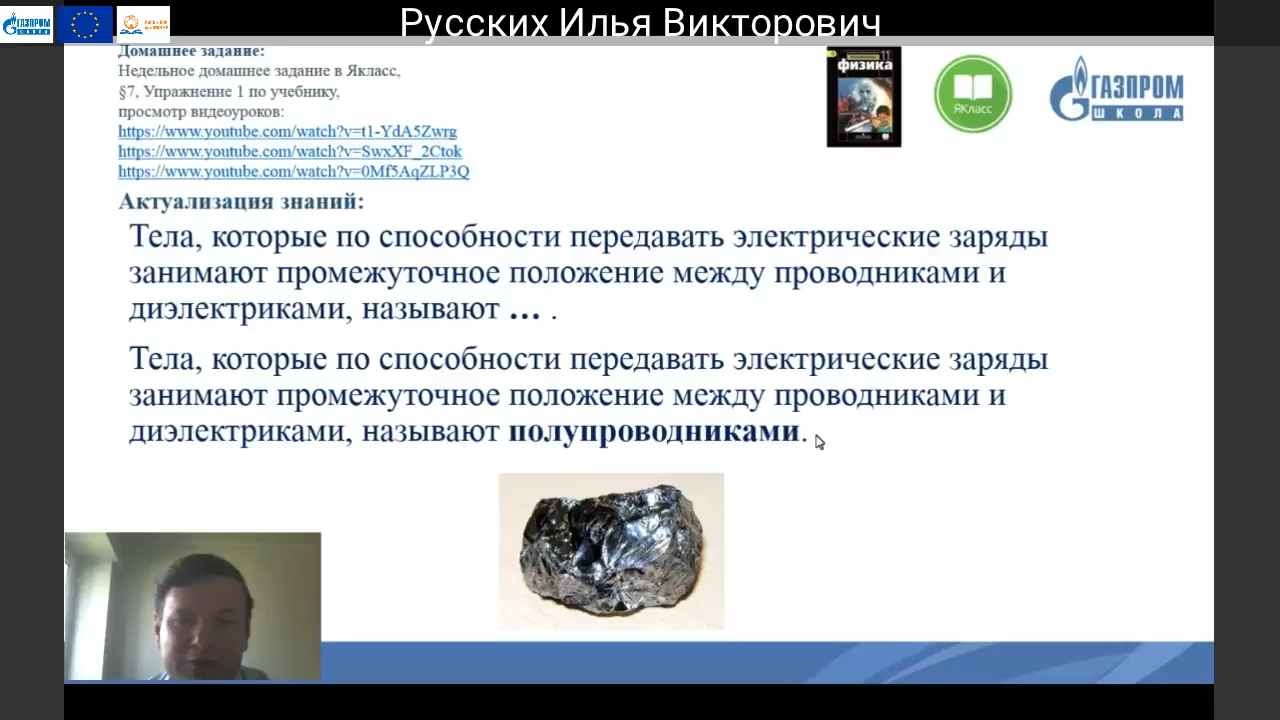 ГАЗПРОМ
ШКОЛА
Русских Илья Викторович
Домашнее задание:
Недельное домашнее задание в Якласс,
§7, Упражнение 1 по учебнику,
просмотр видеоуроков:
https://www.youtube.com/watch?v=t1-YdA5Zwrg
https://www.youtube.com/watch?v=SwxXF_2Ctok
https://www.youtube.com/watch?v=0Mf5AqZLP3Q
11
физика
ЯКласс
ГАЗПРОМ
ШКОЛА
Актуализация знаний:
Тела, которые по способности передавать электрические заряды
занимают промежуточное положение между проводниками и
диэлектриками, называют ... .
Тела, которые по способности передавать электрические заряды
занимают промежуточное положение между проводниками и
диэлектриками, называют полупроводниками.